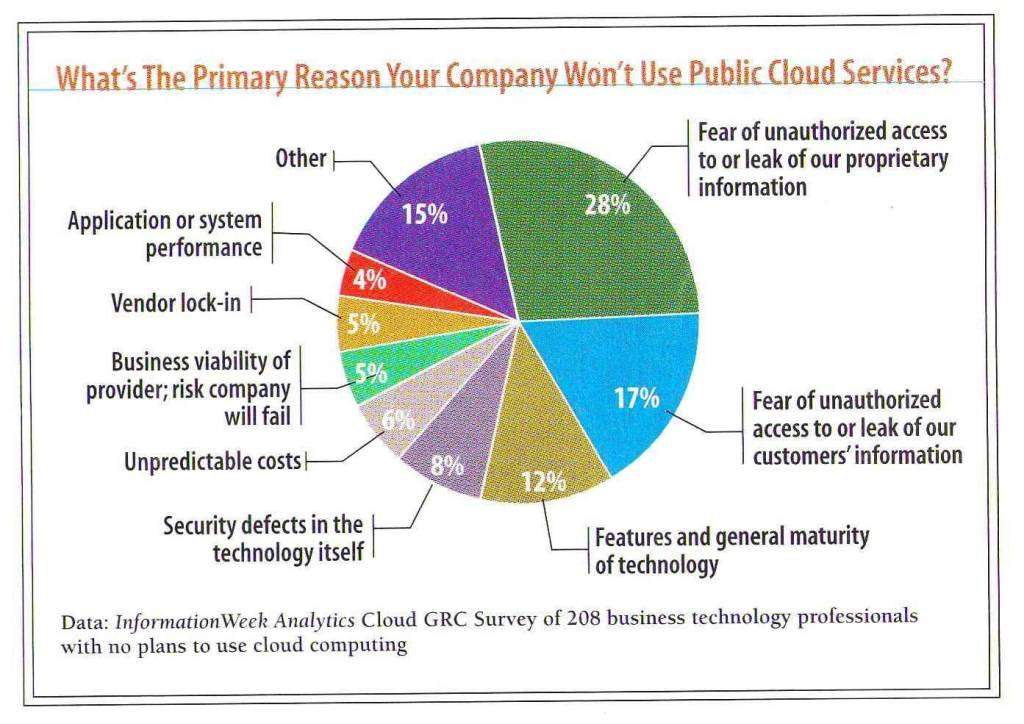 What's The Primary Reason Your Company Won't Use Public Cloud Services?
Fear of unauthorized access
to or leak of our proprietary
information
28%
Fear of unauthorized
access to or leak of our
customers' information
17%
Features and general maturity
of technology
12%
Security defects in the
technology itself
8%
Unpredictable costs
6%
Business viability of
provider; risk company
will fail
5%
Vendor lock-in
5%
Application or system
performance
4%
Other
15%
Data: InformationWeek Analytics Cloud GRC Survey of 208 business technology professionals
with no plans to use cloud computing